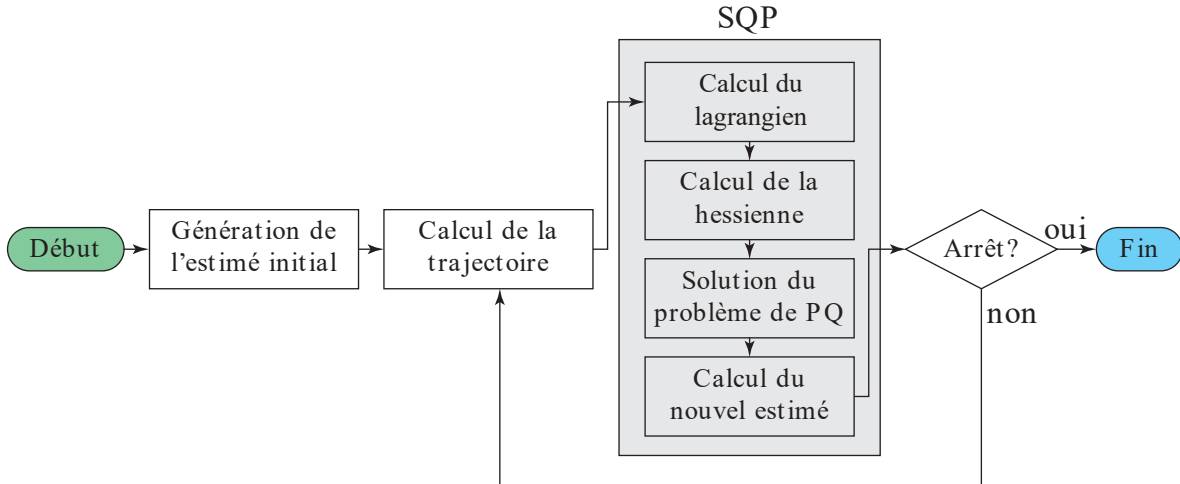 SQP
Début
Génération de
l'estimé initial
Calcul de la
trajectoire
Calcul du
lagrangien
Calcul de la
hessienne
Solution du
problème de PQ
Calcul du
nouvel estimé
Arrêt?
oui
Fin
non